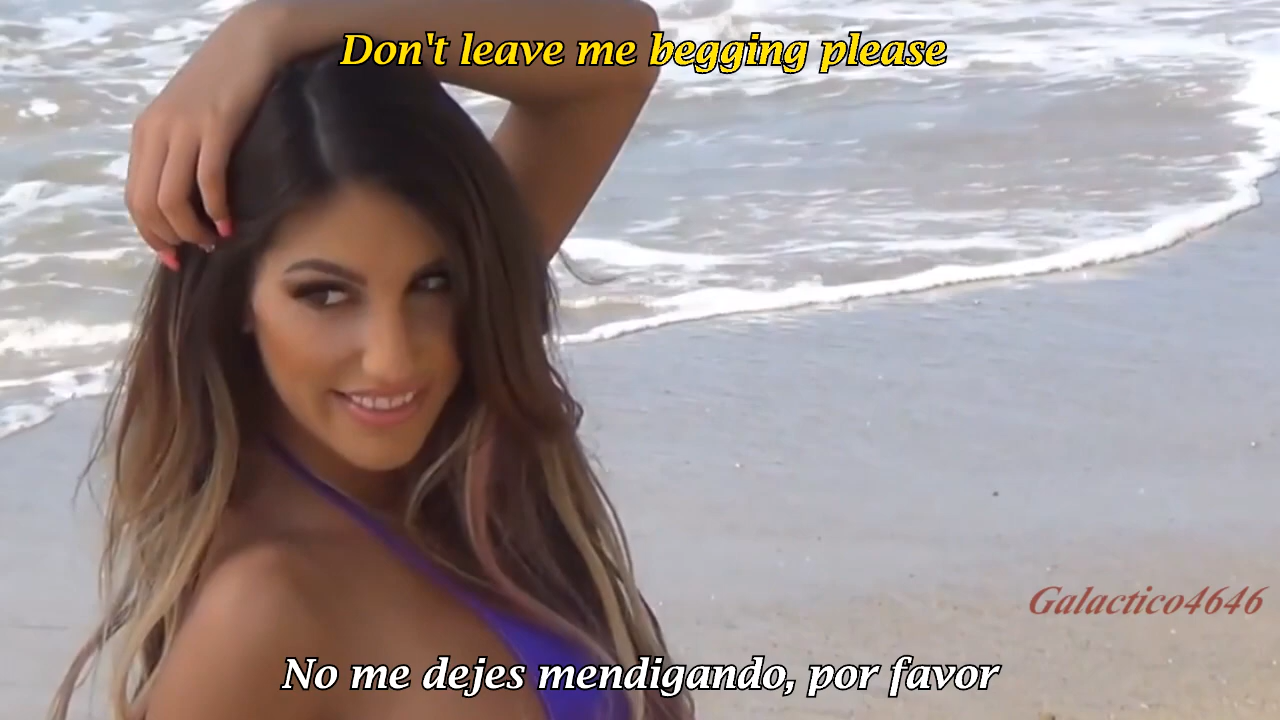 Don't leave me begging please
Galactico4646
No me dejes mendigando, por favor